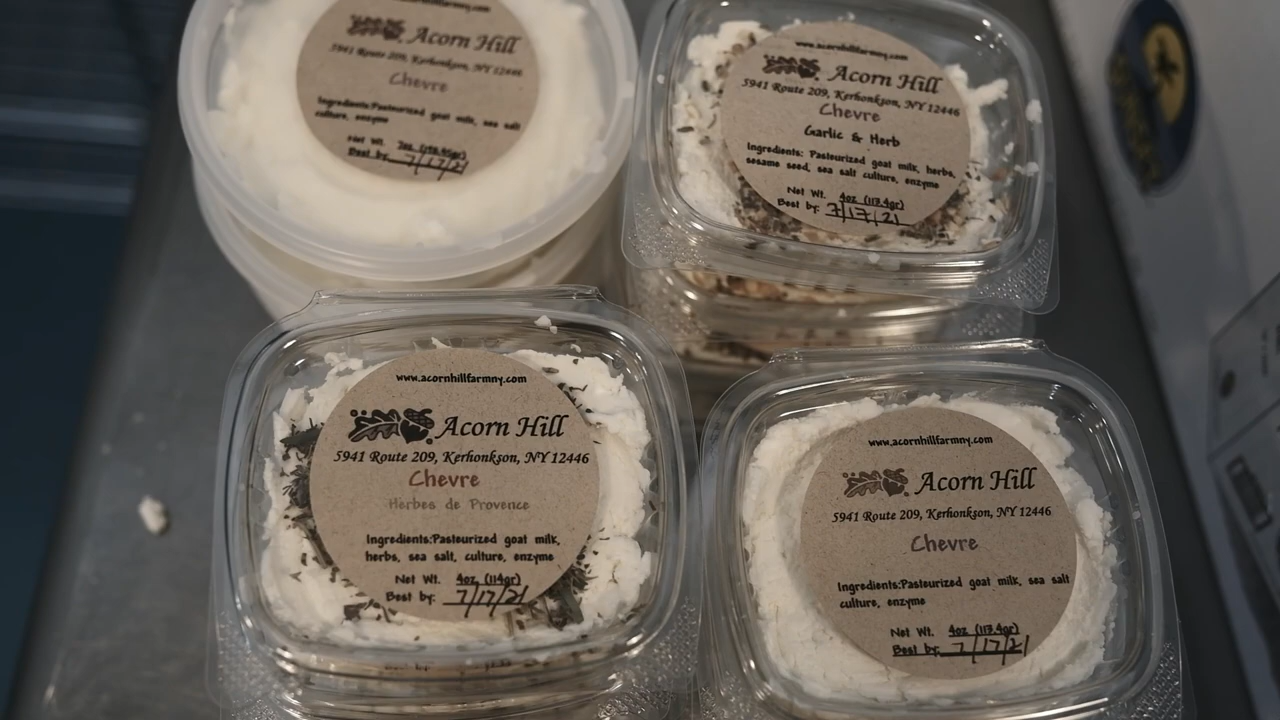 Acorn Hill
5941 Route 209, Kerhonkson, NY 12446
Chevre
Ingredients:Pasteurized goat milk, sea salt
culture, enzyme
Net Wt.
Best by: 7/17/21
www.acornhillfarmny.com
Acorn Hill
5941 Route 209, Kerhonkson, NY 12446
Chevre
Garlic & Herb
Ingredients: Pasteurized goat milk, herbs,
sesame seed, sea salt culture, enzyme
Net Wt. 4oz (113.4gr)
Best by: 7/17/21
www.acornhillfarmny.com
Acorn Hill
5941 Route 209, Kerhonkson, NY 12446
Chevre
Herbes de Provence
Ingredients:Pasteurized goat milk,
herbs, sea salt, culture, enzyme
Net Wt. 4oz (114gr)
Best by: 7/17/21
www.acornhillfarmny.com
Acorn Hill
5941 Route 209, Kerhonkson, NY 12446
Chevre
Ingredients:Pasteurized goat milk, sea salt
culture, enzyme
Net Wt. 4oz (113.4gr)
Best by: 7/17/21